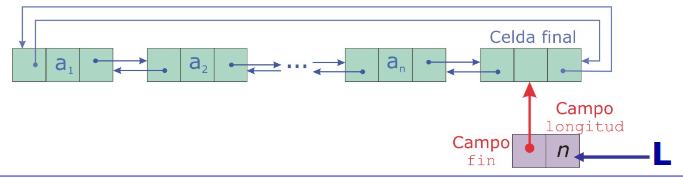 Celda final
a1 a2 ... an
Campo
longitud
Campo
fin
n
L